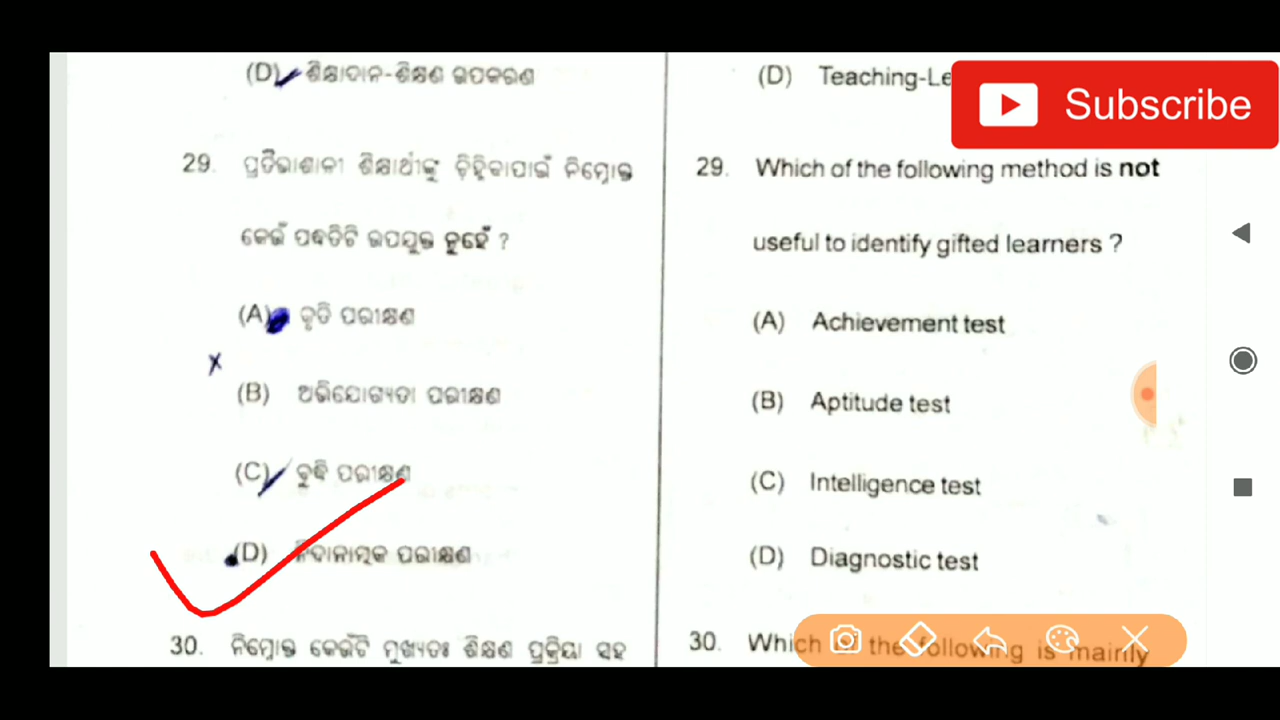 (D) ଶିକ୍ଷାଦାନ-ଶିକ୍ଷଣ ଉପକରଣ
29. ପ୍ରତିଭାଶାଳୀ ଶିକ୍ଷାର୍ଥୀଙ୍କୁ ଚିହ୍ନିବାପାଇଁ ନିମ୍ନୋକ୍ତ
କେଉଁ ପଦ୍ଧତିଟି ଉପଯୁକ୍ତ ନୁହେଁ ?
(A) କୃତି ପରୀକ୍ଷଣ
(B) ଅଭିଯୋଗ୍ୟତା ପରୀକ୍ଷଣ
(C) ବୁଦ୍ଧି ପରୀକ୍ଷଣ
(D) ନିଦାନାତ୍ମକ ପରୀକ୍ଷଣ
30. ନିମ୍ନୋକ୍ତ କେଉଁଟି ମୁଖ୍ୟତଃ ଶିକ୍ଷଣ ପ୍ରକ୍ରିୟା ସହ
(D) Teaching-Le
Subscribe
29. Which of the following method is not
useful to identify gifted learners ?
(A) Achievement test
(B) Aptitude test
(C) Intelligence test
(D) Diagnostic test
30. Which of the following is mainly